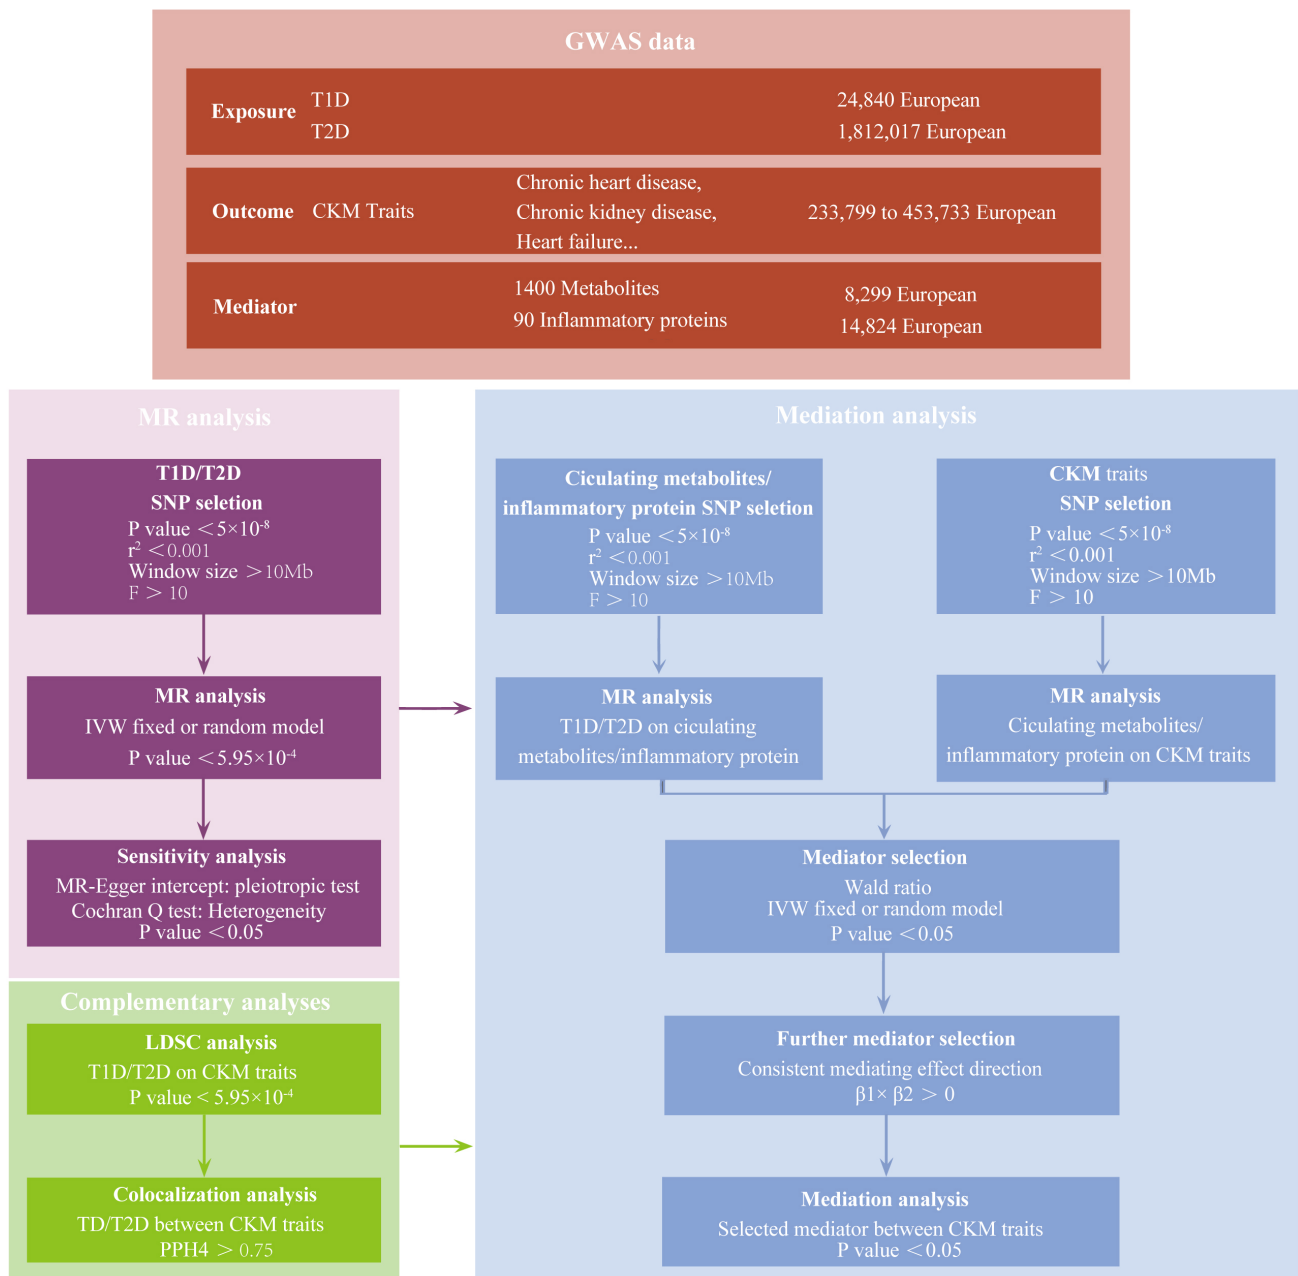 GWAS data
Exposure
T1D
24,840 European
T2D
1,812,017 European
Outcome
CKM Traits
Chronic heart disease,
Chronic kidney disease,
Heart failure...
233,799 to 453,733 European
Mediator
1400 Metabolites
8,299 European
90 Inflammatory proteins
14,824 European
MR analysis
T1D/T2D
SNP seletion
P value <5×10⁻⁸
r² <0.001
Window size >10Mb
F > 10
MR analysis
IVW fixed or random model
P value <5.95×10⁻⁴
Sensitivity analysis
MR-Egger intercept: pleiotropic test
Cochran Q test: Heterogeneity
P value <0.05
Complementary analyses
LDSC analysis
T1D/T2D on CKM traits
P value < 5.95×10⁻⁴
Colocalization analysis
TD/T2D between CKM traits
PPH4 > 0.75
Mediation analysis
Ciculating metabolites/
inflammatory protein SNP seletion
P value <5×10⁻⁸
r² <0.001
Window size >10Mb
F > 10
CKM traits
SNP seletion
P value <5×10⁻⁸
r² <0.001
Window size >10Mb
F > 10
MR analysis
T1D/T2D on ciculating
metabolites/inflammatory protein
MR analysis
Ciculating metabolites/
inflammatory protein on CKM traits
Mediator selection
Wald ratio
IVW fixed or random model
P value <0.05
Further mediator selection
Consistent mediating effect direction
β1× β2 > 0
Mediation analysis
Selected mediator between CKM traits
P value <0.05